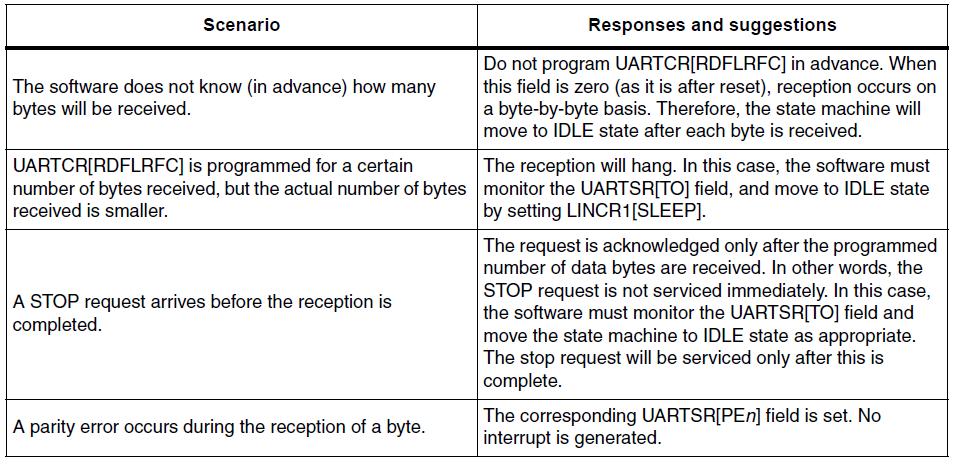 Scenario
Responses and suggestions
The software does not know (in advance) how many
bytes will be received.
Do not program UARTCR[RDFLRFC] in advance. When
this field is zero (as it is after reset), reception occurs on
a byte-by-byte basis. Therefore, the state machine will
move to IDLE state after each byte is received.
UARTCR[RDFLRFC] is programmed for a certain
number of bytes received, but the actual number of bytes
received is smaller.
The reception will hang. In this case, the software must
monitor the UARTSR[TO] field, and move to IDLE state
by setting LINCR1[SLEEP].
A STOP request arrives before the reception is
completed.
The request is acknowledged only after the programmed
number of data bytes are received. In other words, the
STOP request is not serviced immediately. In this case,
the software must monitor the UARTSR[TO] field and
move the state machine to IDLE state as appropriate.
The stop request will be serviced only after this is
complete.
A parity error occurs during the reception of a byte.
The corresponding UARTSR[PEn] field is set. No
interrupt is generated.